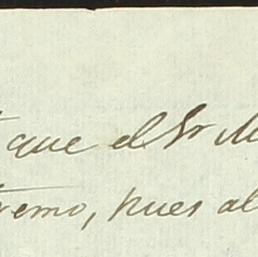 que el Sr
tremo, pues al